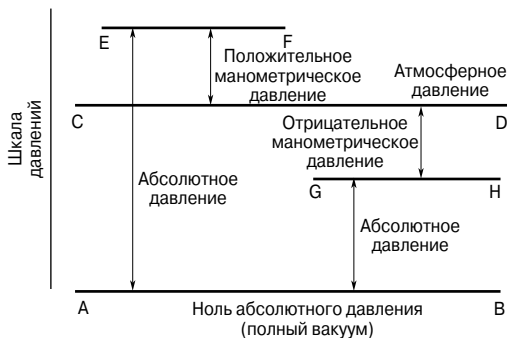 E
F
Положительное
манометрическое
давление
Атмосферное
давление
C
D
Отрицательное
манометрическое
давление
Шкала
давлений
Абсолютное
давление
G
H
Абсолютное
давление
A
B
Ноль абсолютного давления
(полный вакуум)